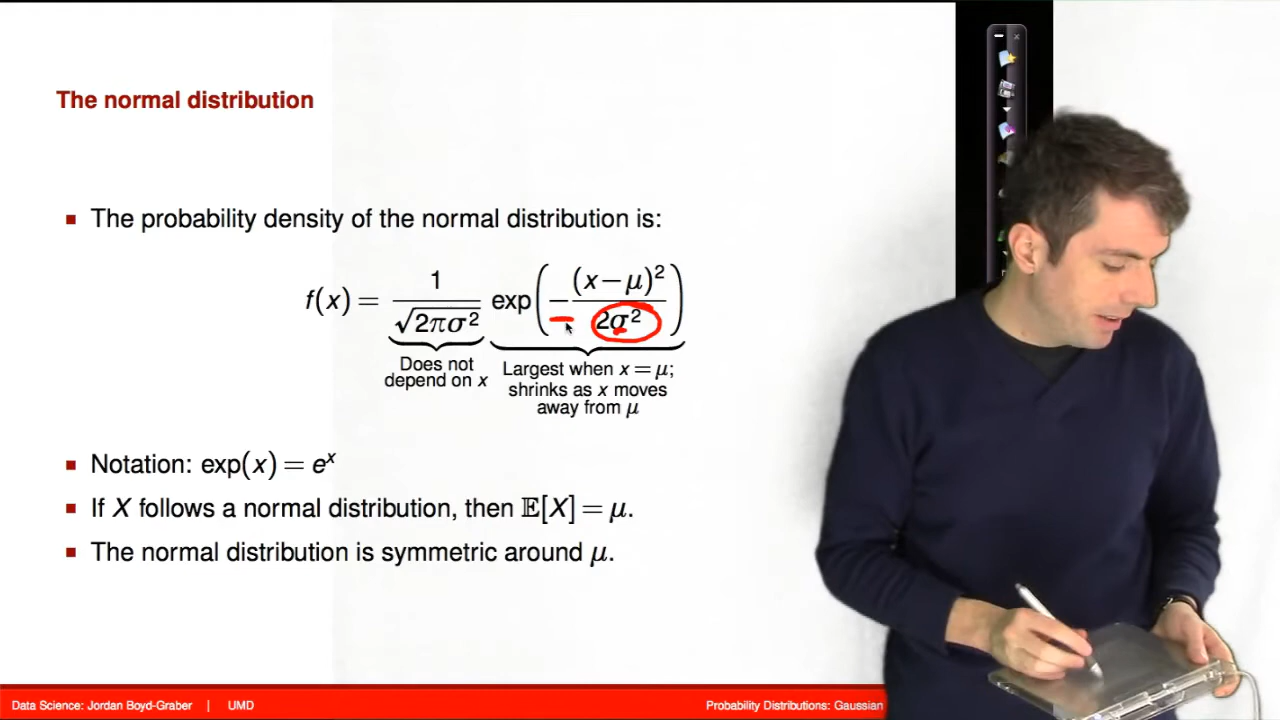 The normal distribution
■ The probability density of the normal distribution is:
f(x) = 1/√(2πσ²) exp(−(x−μ)²/2σ²)
Does not
depend on x
Largest when x = μ;
shrinks as x moves
away from μ
■ Notation: exp(x) = eˣ
■ If X follows a normal distribution, then 𝔼[X] = μ.
■ The normal distribution is symmetric around μ.
Data Science: Jordan Boyd-Graber | UMD
Probability Distributions: Gaussian